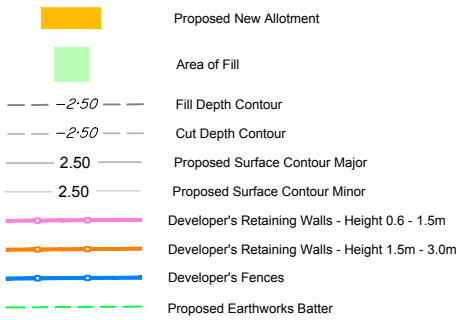 Proposed New Allotment
Area of Fill
-2·50 Fill Depth Contour
-2·50 Cut Depth Contour
2.50 Proposed Surface Contour Major
2.50 Proposed Surface Contour Minor
Developer's Retaining Walls - Height 0.6 - 1.5m
Developer's Retaining Walls - Height 1.5m - 3.0m
Developer's Fences
Proposed Earthworks Batter